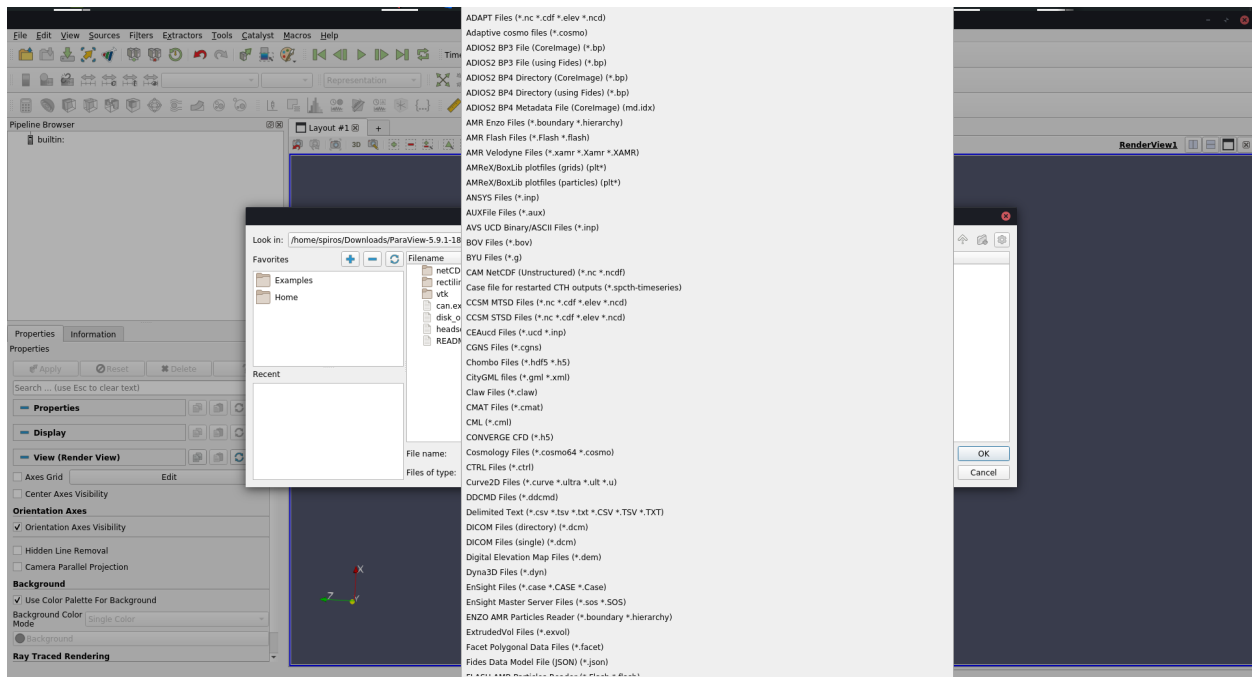 File Edit View Sources Filters Extractors Tools Catalyst Macros Help
Representation
Pipeline Browser
builtin:
Layout #1
+
3D
RenderView1
Look in: /home/spiros/Downloads/ParaView-5.9.1-18
Favorites
Examples
Home
Recent
Filename
rectilin
vtk
can.ex
disk_o
File name:
Files of type:
OK
Cancel
Properties Information
Properties
Apply Reset Delete
Search ... (use Esc to clear text)
Properties
Display
View (Render View)
Axes Grid Edit
Center Axes Visibility
Orientation Axes
Orientation Axes Visibility
Hidden Line Removal
Camera Parallel Projection
Background
Use Color Palette For Background
Background Color Mode
Single Color
Background
Ray Traced Rendering
X
Z
Y
ADAPT Files (*.nc *.cdf *.elev *.ncd)
Adaptive cosmo files (*.cosmo)
ADIOS2 BP3 File (CoreImage) (*.bp)
ADIOS2 BP3 File (using Fides) (*.bp)
ADIOS2 BP4 Directory (CoreImage) (*.bp)
ADIOS2 BP4 Directory (using Fides) (*.bp)
ADIOS2 BP4 Metadata File (CoreImage) (md.idx)
AMR Enzo Files (*.boundary *.hierarchy)
AMR Flash Files (*.Flash *.flash)
AMR Velodyne Files (*.xamr *.Xamr *.XAMR)
AMReX/BoxLib plotfiles (grids) (plt*)
AMReX/BoxLib plotfiles (particles) (plt*)
ANSYS Files (*.inp)
AUXFile Files (*.aux)
AVS UCD Binary/ASCII Files (*.inp)
BOV Files (*.bov)
BYU Files (*.g)
CAM NetCDF (Unstructured) (*.nc *.ncdf)
Case file for restarted CTH outputs (*.spcth-timeseries)
CCSM MTSD Files (*.nc *.cdf *.elev *.ncd)
CCSM STSD Files (*.nc *.cdf *.elev *.ncd)
CEAucd Files (*.ucd *.inp)
CGNS Files (*.cgns)
Chombo Files (*.hdf5 *.h5)
CityGML files (*.gml *.xml)
Claw Files (*.claw)
CMAT Files (*.cmat)
CML (*.cml)
CONVERGE CFD (*.h5)
Cosmology Files (*.cosmo64 *.cosmo)
CTRL Files (*.ctrl)
Curve2D Files (*.curve *.ultra *.ult *.u)
DDCMD Files (*.ddcmd)
Delimited Text (*.csv *.tsv *.txt *.CSV *.TSV *.TXT)
DICOM Files (directory) (*.dcm)
DICOM Files (single) (*.dcm)
Digital Elevation Map Files (*.dem)
Dyna3D Files (*.dyn)
EnSight Files (*.case *.CASE *.Case)
EnSight Master Server Files (*.sos *.SOS)
ENZO AMR Particles Reader (*.boundary *.hierarchy)
ExtrudedVol Files (*.exvol)
Facet Polygonal Data Files (*.facet)
Fides Data Model File (JSON) (*.json)